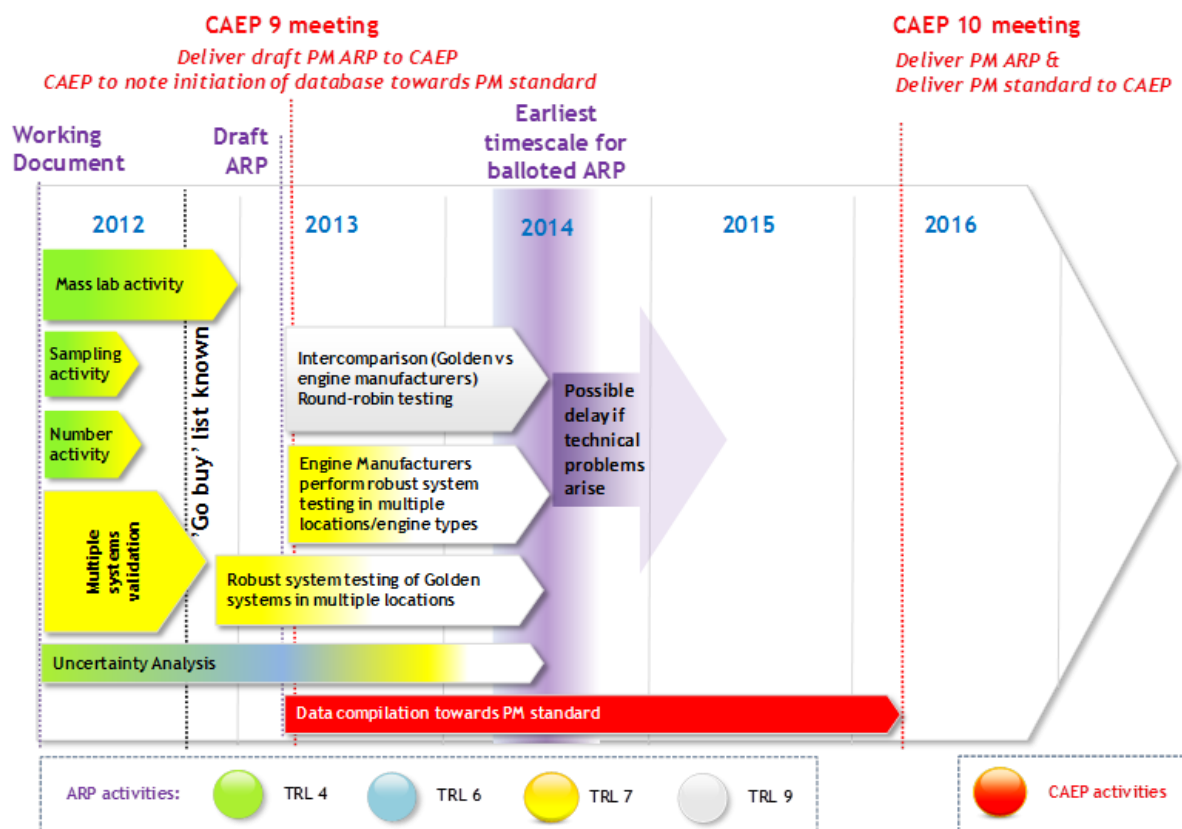 CAEP 9 meeting
Deliver draft PM ARP to CAEP
CAEP to note initiation of database towards PM standard
CAEP 10 meeting
Deliver PM ARP &
Deliver PM standard to CAEP
Working
Document
Draft
ARP
Earliest
timescale for
balloted ARP
2012
2013
2014
2015
2016
Mass lab activity
Sampling
activity
Number
activity
Multiple
systems
validation
'Go buy' list known
Intercomparison (Golden vs
engine manufacturers)
Round-robin testing
Engine Manufacturers
perform robust system
testing in multiple
locations/engine types
Robust system testing of Golden
systems in multiple locations
Possible
delay if
technical
problems
arise
Uncertainty Analysis
Data compilation towards PM standard
ARP activities:
TRL 4
TRL 6
TRL 7
TRL 9
CAEP activities